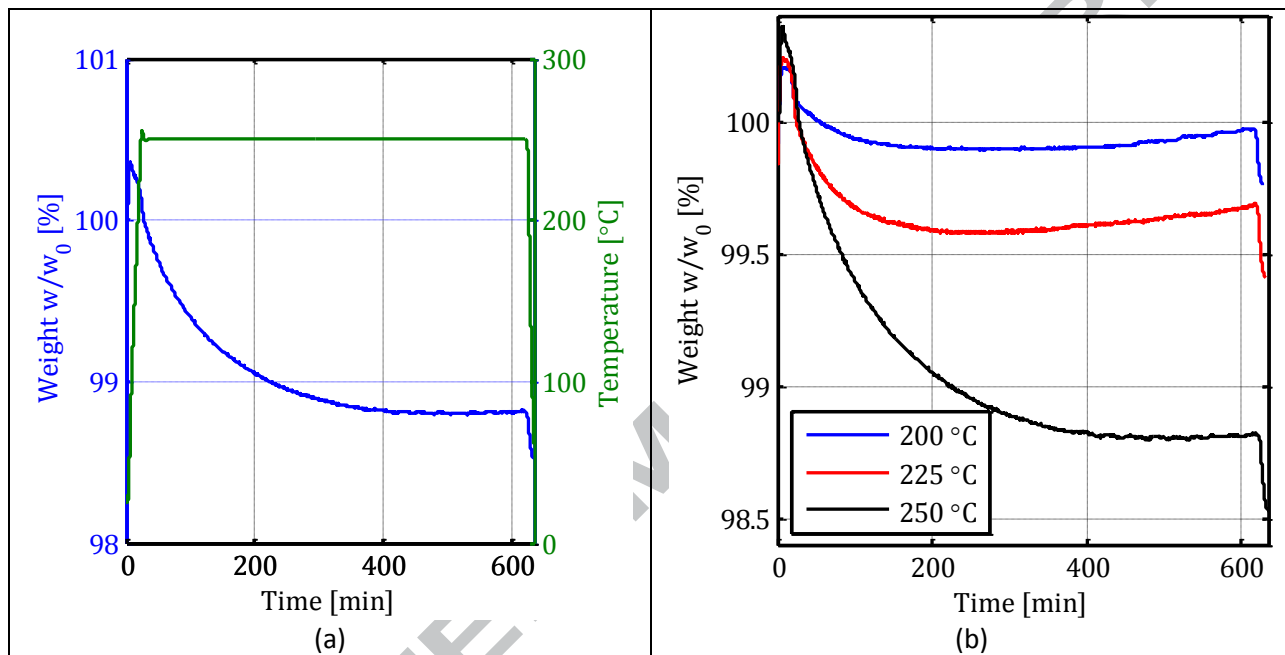 101
100
99
98
Weight w/w0 [%]
300
200
100
0
Temperature [°C]
0 200 400 600
Time [min]
(a)
100
99.5
99
98.5
Weight w/w0 [%]
200 °C
225 °C
250 °C
0 200 400 600
Time [min]
(b)